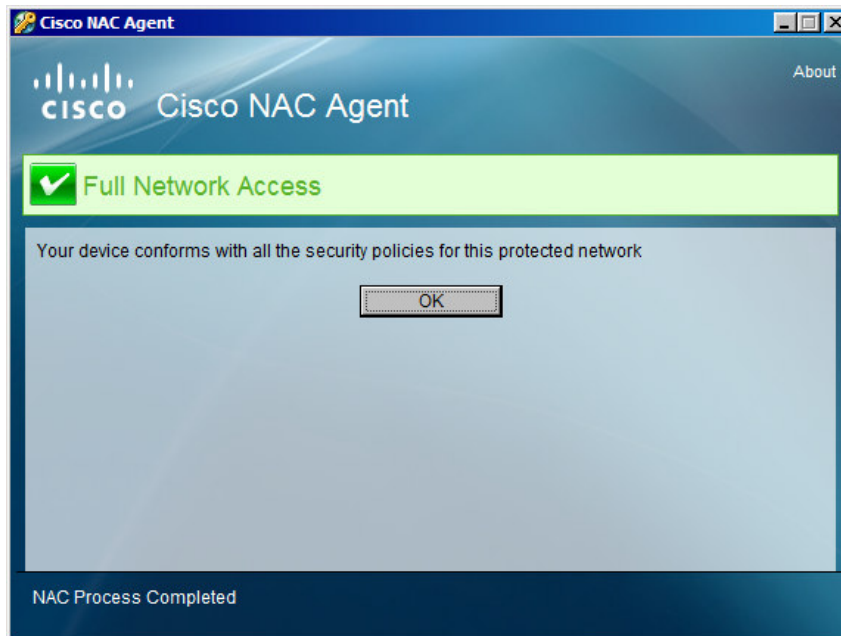 Cisco NAC Agent
About
CISCO Cisco NAC Agent
Full Network Access
Your device conforms with all the security policies for this protected network
OK
NAC Process Completed